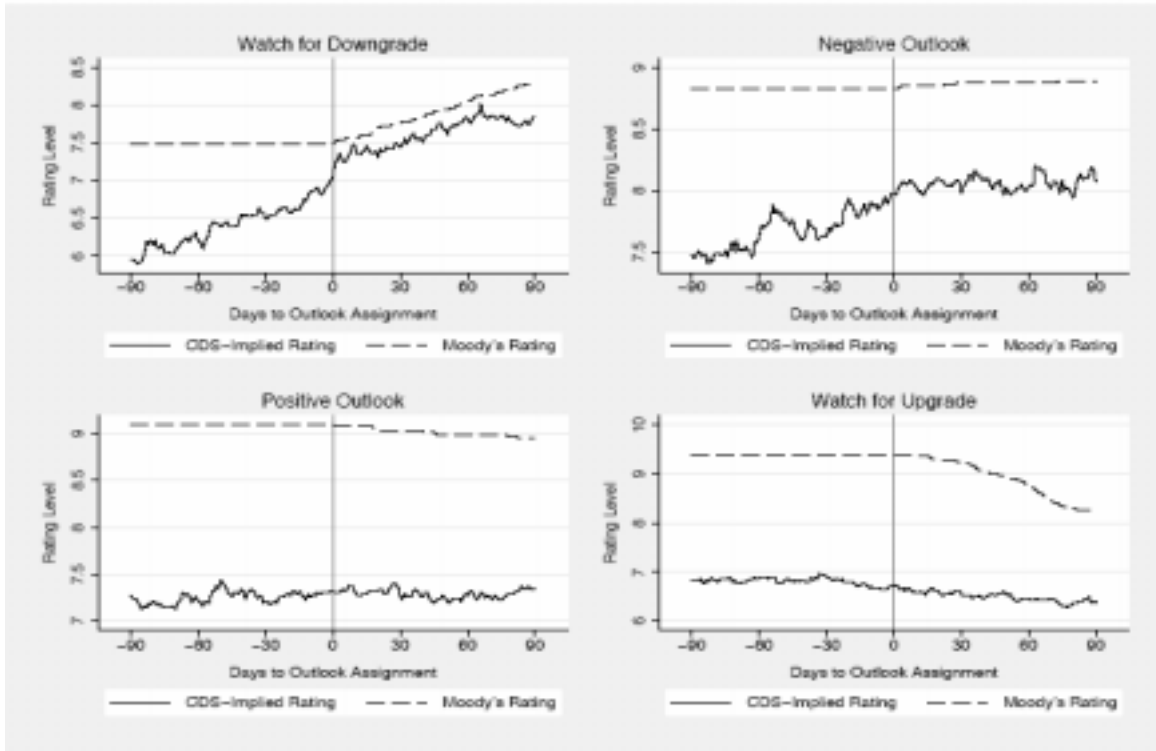 Watch for Downgrade
Rating Level
8.5
8
7.5
7
6.5
6
-90 -60 -30 0 30 60 90
Days to Outlook Assignment
CDS-Implied Rating Moody's Rating
Negative Outlook
Rating Level
9
8.5
8
7.5
-90 -60 -30 0 30 60 90
Days to Outlook Assignment
CDS-Implied Rating Moody's Rating
Positive Outlook
Rating Level
9
8.5
8
7.5
7
-90 -60 -30 0 30 60 90
Days to Outlook Assignment
CDS-Implied Rating Moody's Rating
Watch for Upgrade
Rating Level
10
9
8
7
6
-90 -60 -30 0 30 60 90
Days to Outlook Assignment
CDS-Implied Rating Moody's Rating